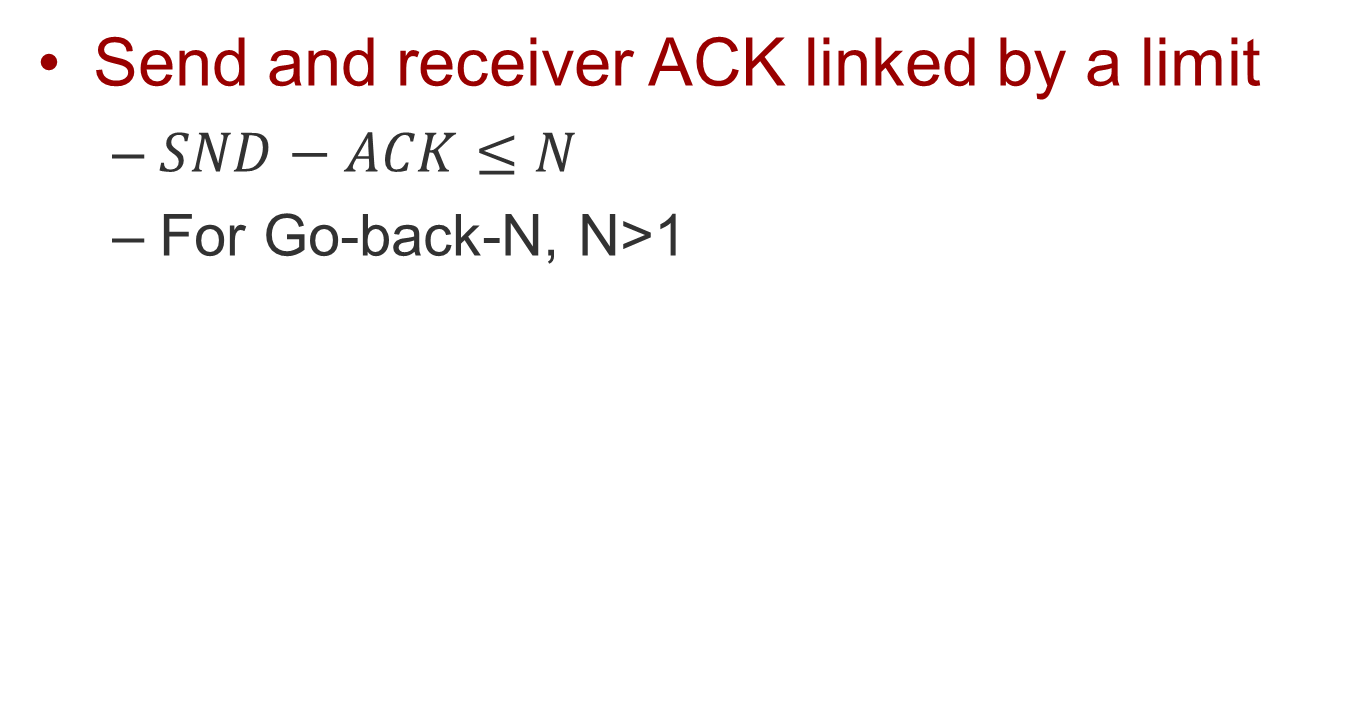 • Send and receiver ACK linked by a limit
– SND − ACK ≤ N
– For Go-back-N, N>1